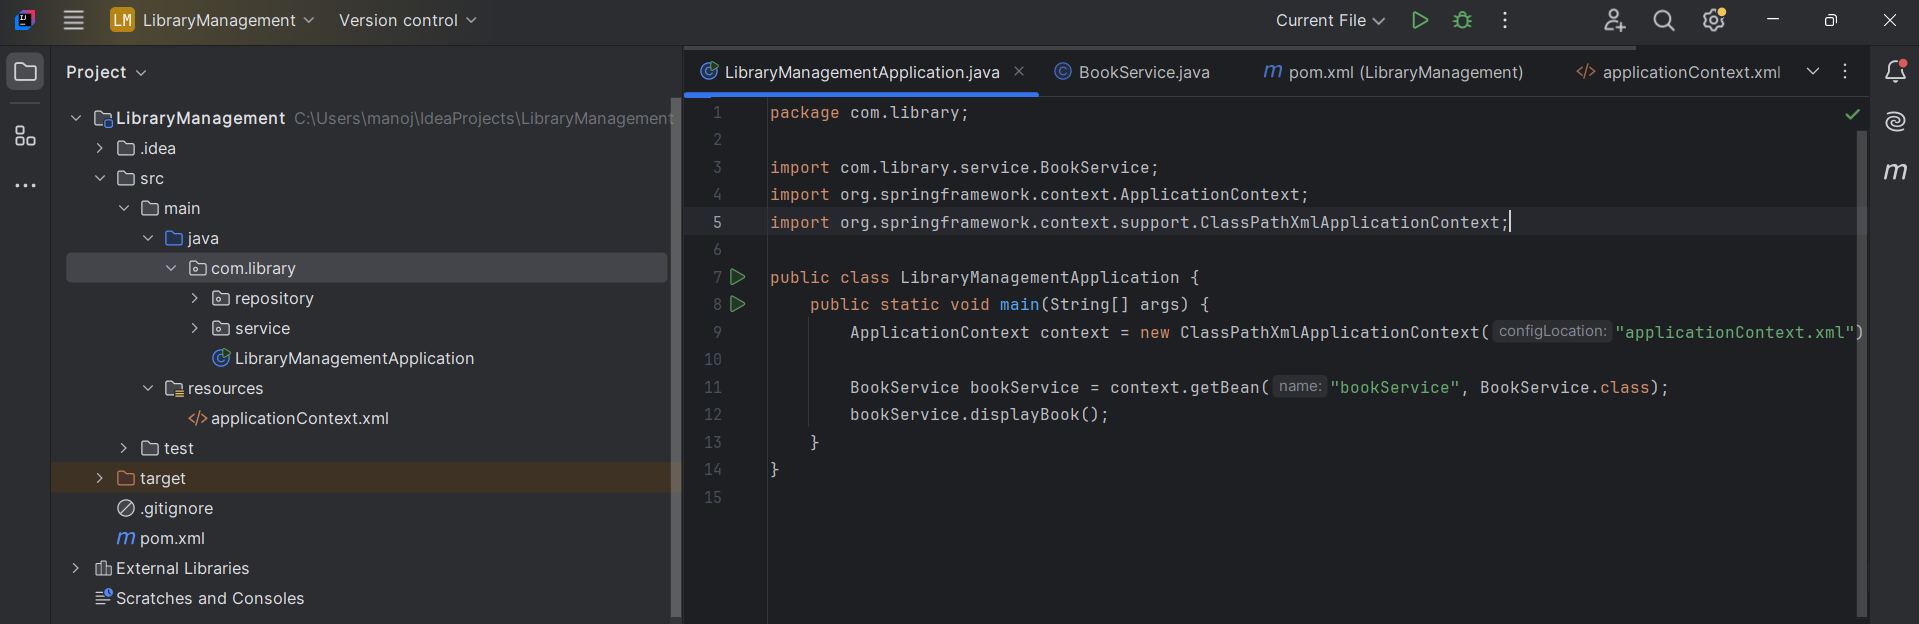 LM LibraryManagement Version control Current File
Project
LibraryManagement C:\Users\manoj\IdeaProjects\LibraryManagement
.idea
src
main
java
com.library
repository
service
LibraryManagementApplication
resources
applicationContext.xml
test
target
.gitignore
pom.xml
External Libraries
Scratches and Consoles
LibraryManagementApplication.java BookService.java pom.xml (LibraryManagement) applicationContext.xml
1 package com.library;
2
3 import com.library.service.BookService;
4 import org.springframework.context.ApplicationContext;
5 import org.springframework.context.support.ClassPathXmlApplicationContext;
6
7 public class LibraryManagementApplication {
8 public static void main(String[] args) {
9 ApplicationContext context = new ClassPathXmlApplicationContext( configLocation: "applicationContext.xml")
10
11 BookService bookService = context.getBean( name: "bookService", BookService.class);
12 bookService.displayBook();
13 }
14 }
15